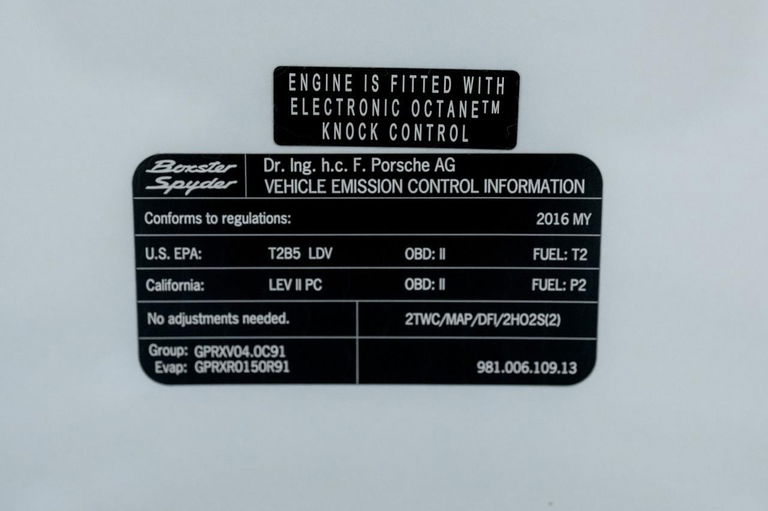 ENGINE IS FITTED WITH
ELECTRONIC OCTANE™
KNOCK CONTROL
Boxster
Spyder
Dr. Ing. h.c. F. Porsche AG
VEHICLE EMISSION CONTROL INFORMATION
Conforms to regulations: 2016 MY
U.S. EPA: T2B5 LDV OBD: II FUEL: T2
California: LEV II PC OBD: II FUEL: P2
No adjustments needed. 2TWC/MAP/DFI/2HO2S(2)
Group: GPRXV04.0C91
Evap: GPRXR0150R91
981.006.109.13